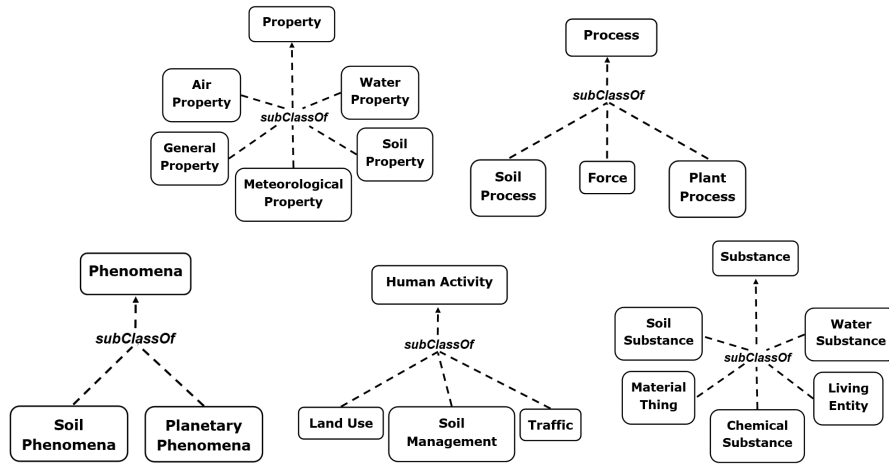 Property
Air
Property
Water
Property
subClassOf
General
Property
Soil
Property
Meteorological
Property
Process
subClassOf
Soil
Process
Force
Plant
Process
Phenomena
subClassOf
Soil
Phenomena
Planetary
Phenomena
Human Activity
subClassOf
Land Use
Soil
Management
Traffic
Substance
Soil
Substance
Water
Substance
subClassOf
Material
Thing
Living
Entity
Chemical
Substance